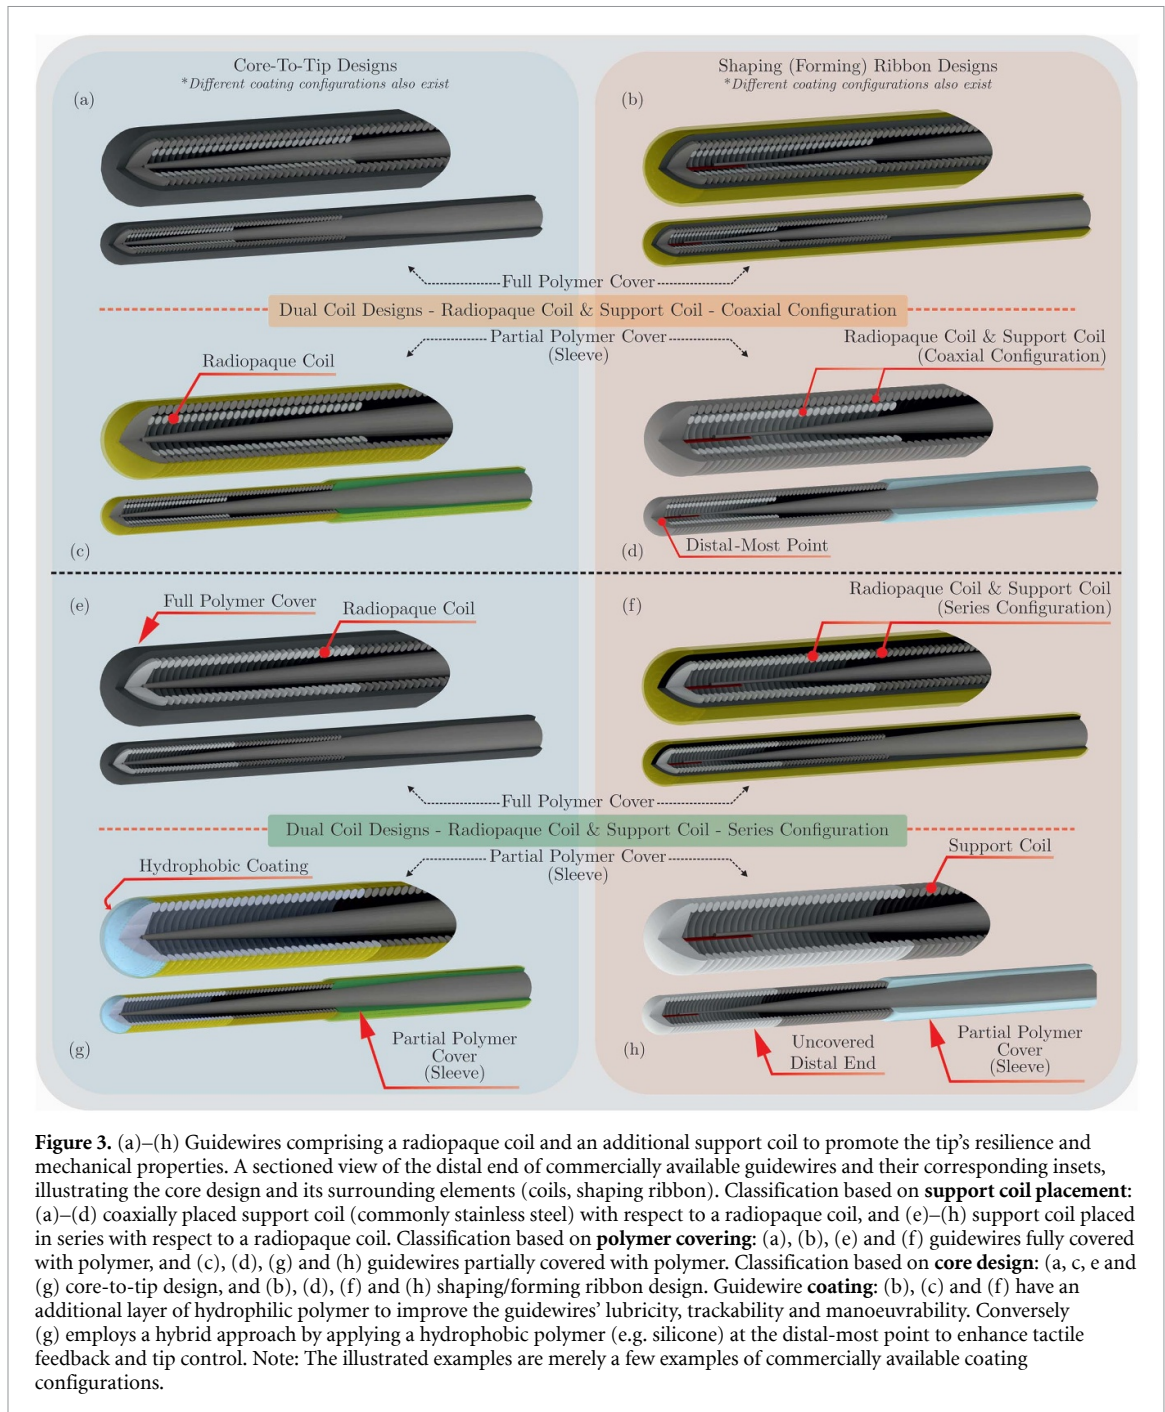 Core-To-Tip Designs
*Different coating configurations also exist
Shaping (Forming) Ribbon Designs
*Different coating configurations also exist
(a)
(b)
Full Polymer Cover
Dual Coil Designs - Radiopaque Coil & Support Coil - Coaxial Configuration
Partial Polymer Cover
(Sleeve)
Radiopaque Coil
Radiopaque Coil & Support Coil
(Coaxial Configuration)
(c)
Distal-Most Point
(d)
(e)
Full Polymer Cover
Radiopaque Coil
(f)
Radiopaque Coil & Support Coil
(Series Configuration)
Full Polymer Cover
Dual Coil Designs - Radiopaque Coil & Support Coil - Series Configuration
Partial Polymer Cover
(Sleeve)
Hydrophobic Coating
Support Coil
(g)
Partial Polymer
Cover
(Sleeve)
(h)
Uncovered
Distal End
Partial Polymer
Cover
(Sleeve)
Figure 3. (a)–(h) Guidewires comprising a radiopaque coil and an additional support coil to promote the tip's resilience and
mechanical properties. A sectioned view of the distal end of commercially available guidewires and their corresponding insets,
illustrating the core design and its surrounding elements (coils, shaping ribbon). Classification based on support coil placement:
(a)–(d) coaxially placed support coil (commonly stainless steel) with respect to a radiopaque coil, and (e)–(h) support coil placed
in series with respect to a radiopaque coil. Classification based on polymer covering: (a), (b), (e) and (f) guidewires fully covered
with polymer, and (c), (d), (g) and (h) guidewires partially covered with polymer. Classification based on core design: (a, c, e and
(g) core-to-tip design, and (b), (d), (f) and (h) shaping/forming ribbon design. Guidewire coating: (b), (c) and (f) have an
additional layer of hydrophilic polymer to improve the guidewires' lubricity, trackability and manoeuvrability. Conversely
(g) employs a hybrid approach by applying a hydrophobic polymer (e.g. silicone) at the distal-most point to enhance tactile
feedback and tip control. Note: The illustrated examples are merely a few examples of commercially available coating
configurations.